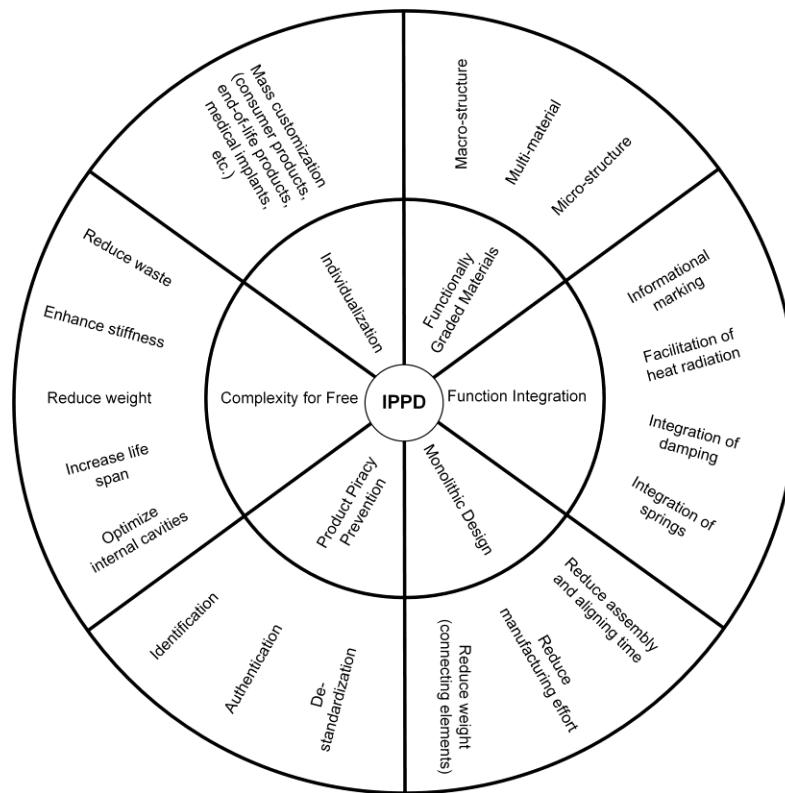 IPPD
Individualization
Mass customization
(consumer products,
end-of-life products,
medical implants,
etc.)
Functionally
Graded Materials
Macro-structure
Multi-material
Micro-structure
Function Integration
Informational
marking
Facilitation of
heat radiation
Integration of
damping
Integration of
springs
Monolithic Design
Reduce assembly
and aligning time
Reduce
manufacturing effort
Reduce weight
(connecting elements)
Product Piracy
Prevention
De-
standardization
Authentication
Identification
Complexity for Free
Optimize
internal cavities
Increase life
span
Reduce weight
Enhance stiffness
Reduce waste